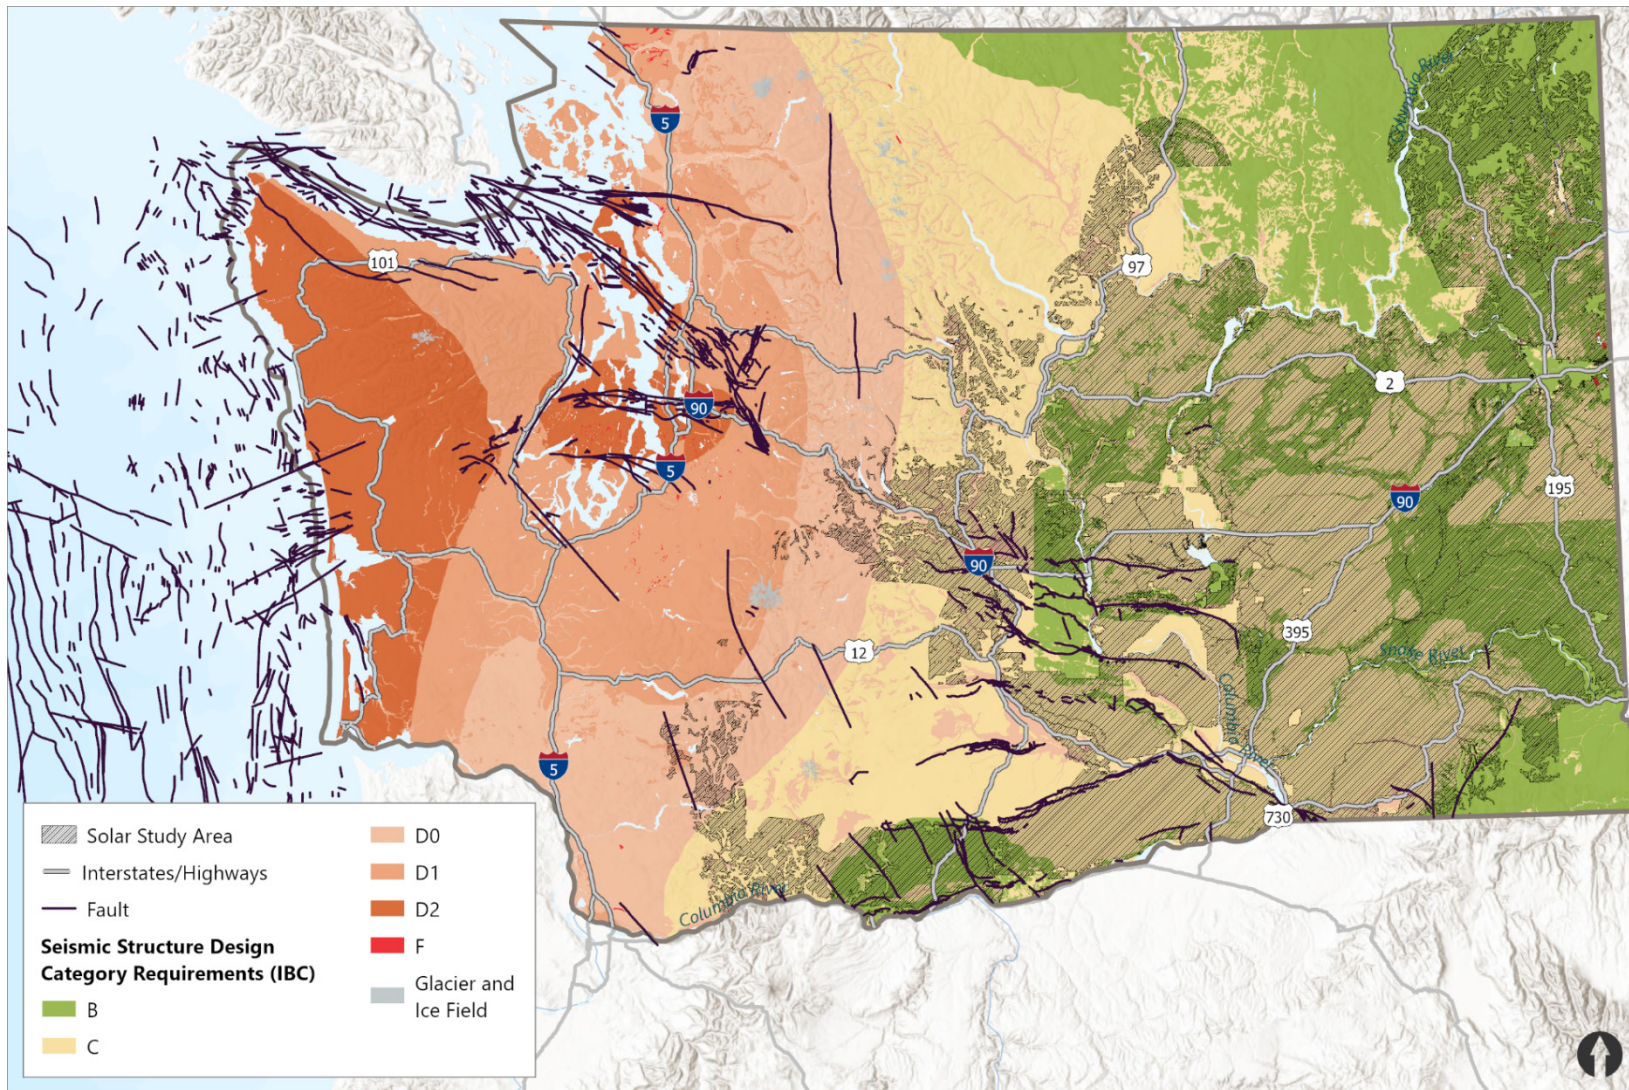 5
101
97
Columbia River
2
90
5
90
195
90
12
395
Snake River
Columbia River
5
730
Columbia River
Solar Study Area
Interstates/Highways
Fault
Seismic Structure Design
Category Requirements (IBC)
B
C
D0
D1
D2
F
Glacier and
Ice Field